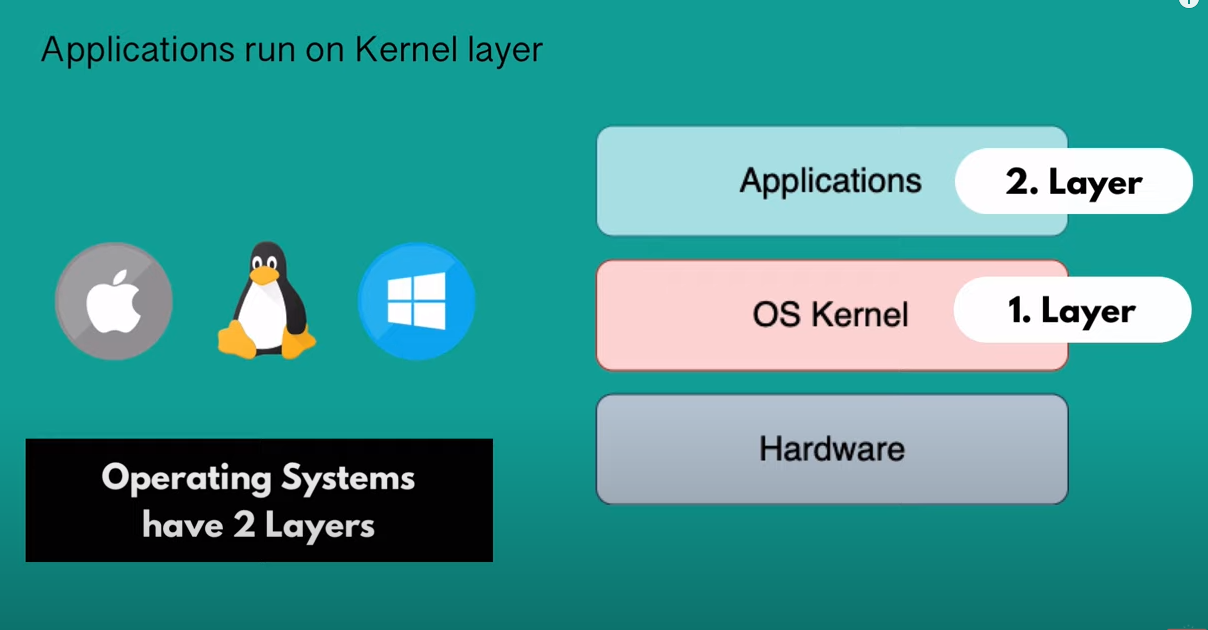 Applications run on Kernel layer
Applications
2. Layer
OS Kernel
1. Layer
Hardware
Operating Systems
have 2 Layers